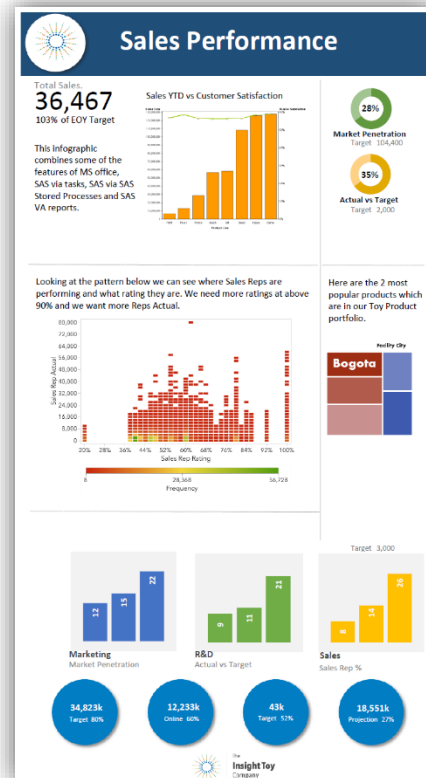 Sales Performance
Total Sales.
36,467
103% of EOY Target
This infographic
combines some of the
features of MS office,
SAS via tasks, SAS via SAS
Stored Processes and SAS
VA reports.
Sales YTD vs Customer Satisfaction
28%
Market Penetration
Target 104,400
35%
Actual vs Target
Target 2,000
Looking at the pattern below we can see where Sales Reps are
performing and what rating they are. We need more ratings at above
90% and we want more Reps Actual.
Sales Rep Actual
80,000
72,000
64,000
56,000
48,000
40,000
32,000
24,000
16,000
8,000
0
20% 28% 36% 44% 52% 60% 68% 76% 84% 92% 100%
Sales Rep Rating
28,368
56,728
Frequency
Here are the 2 most
popular products which
are in our Toy Product
portfolio.
Facility City
Bogota
Target 3,000
12 15 22
Marketing
Market Penetration
9 11 21
R&D
Actual vs Target
8 14 26
Sales
Sales Rep %
34,823k
Target 80%
12,233k
Online 60%
43k
Target 52%
18,551k
Projection 27%
The
Insight Toy
Company